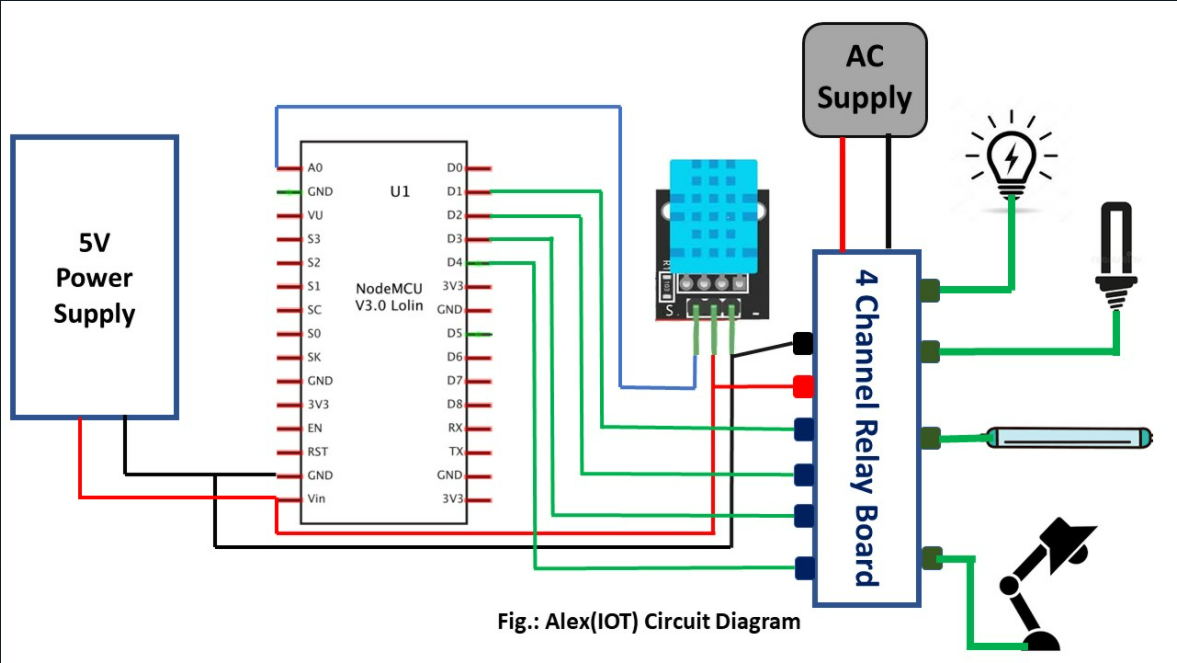 AC
Supply
5V
Power
Supply
A0
GND
VU
S3
S2
S1
SC
S0
SK
GND
3V3
EN
RST
GND
Vin
U1
NodeMCU
V3.0 Lolin
D0
D1
D2
D3
D4
3V3
GND
D5
D6
D7
D8
RX
TX
GND
3V3
103
S
-
4 Channel Relay Board
Fig.: Alex(IOT) Circuit Diagram